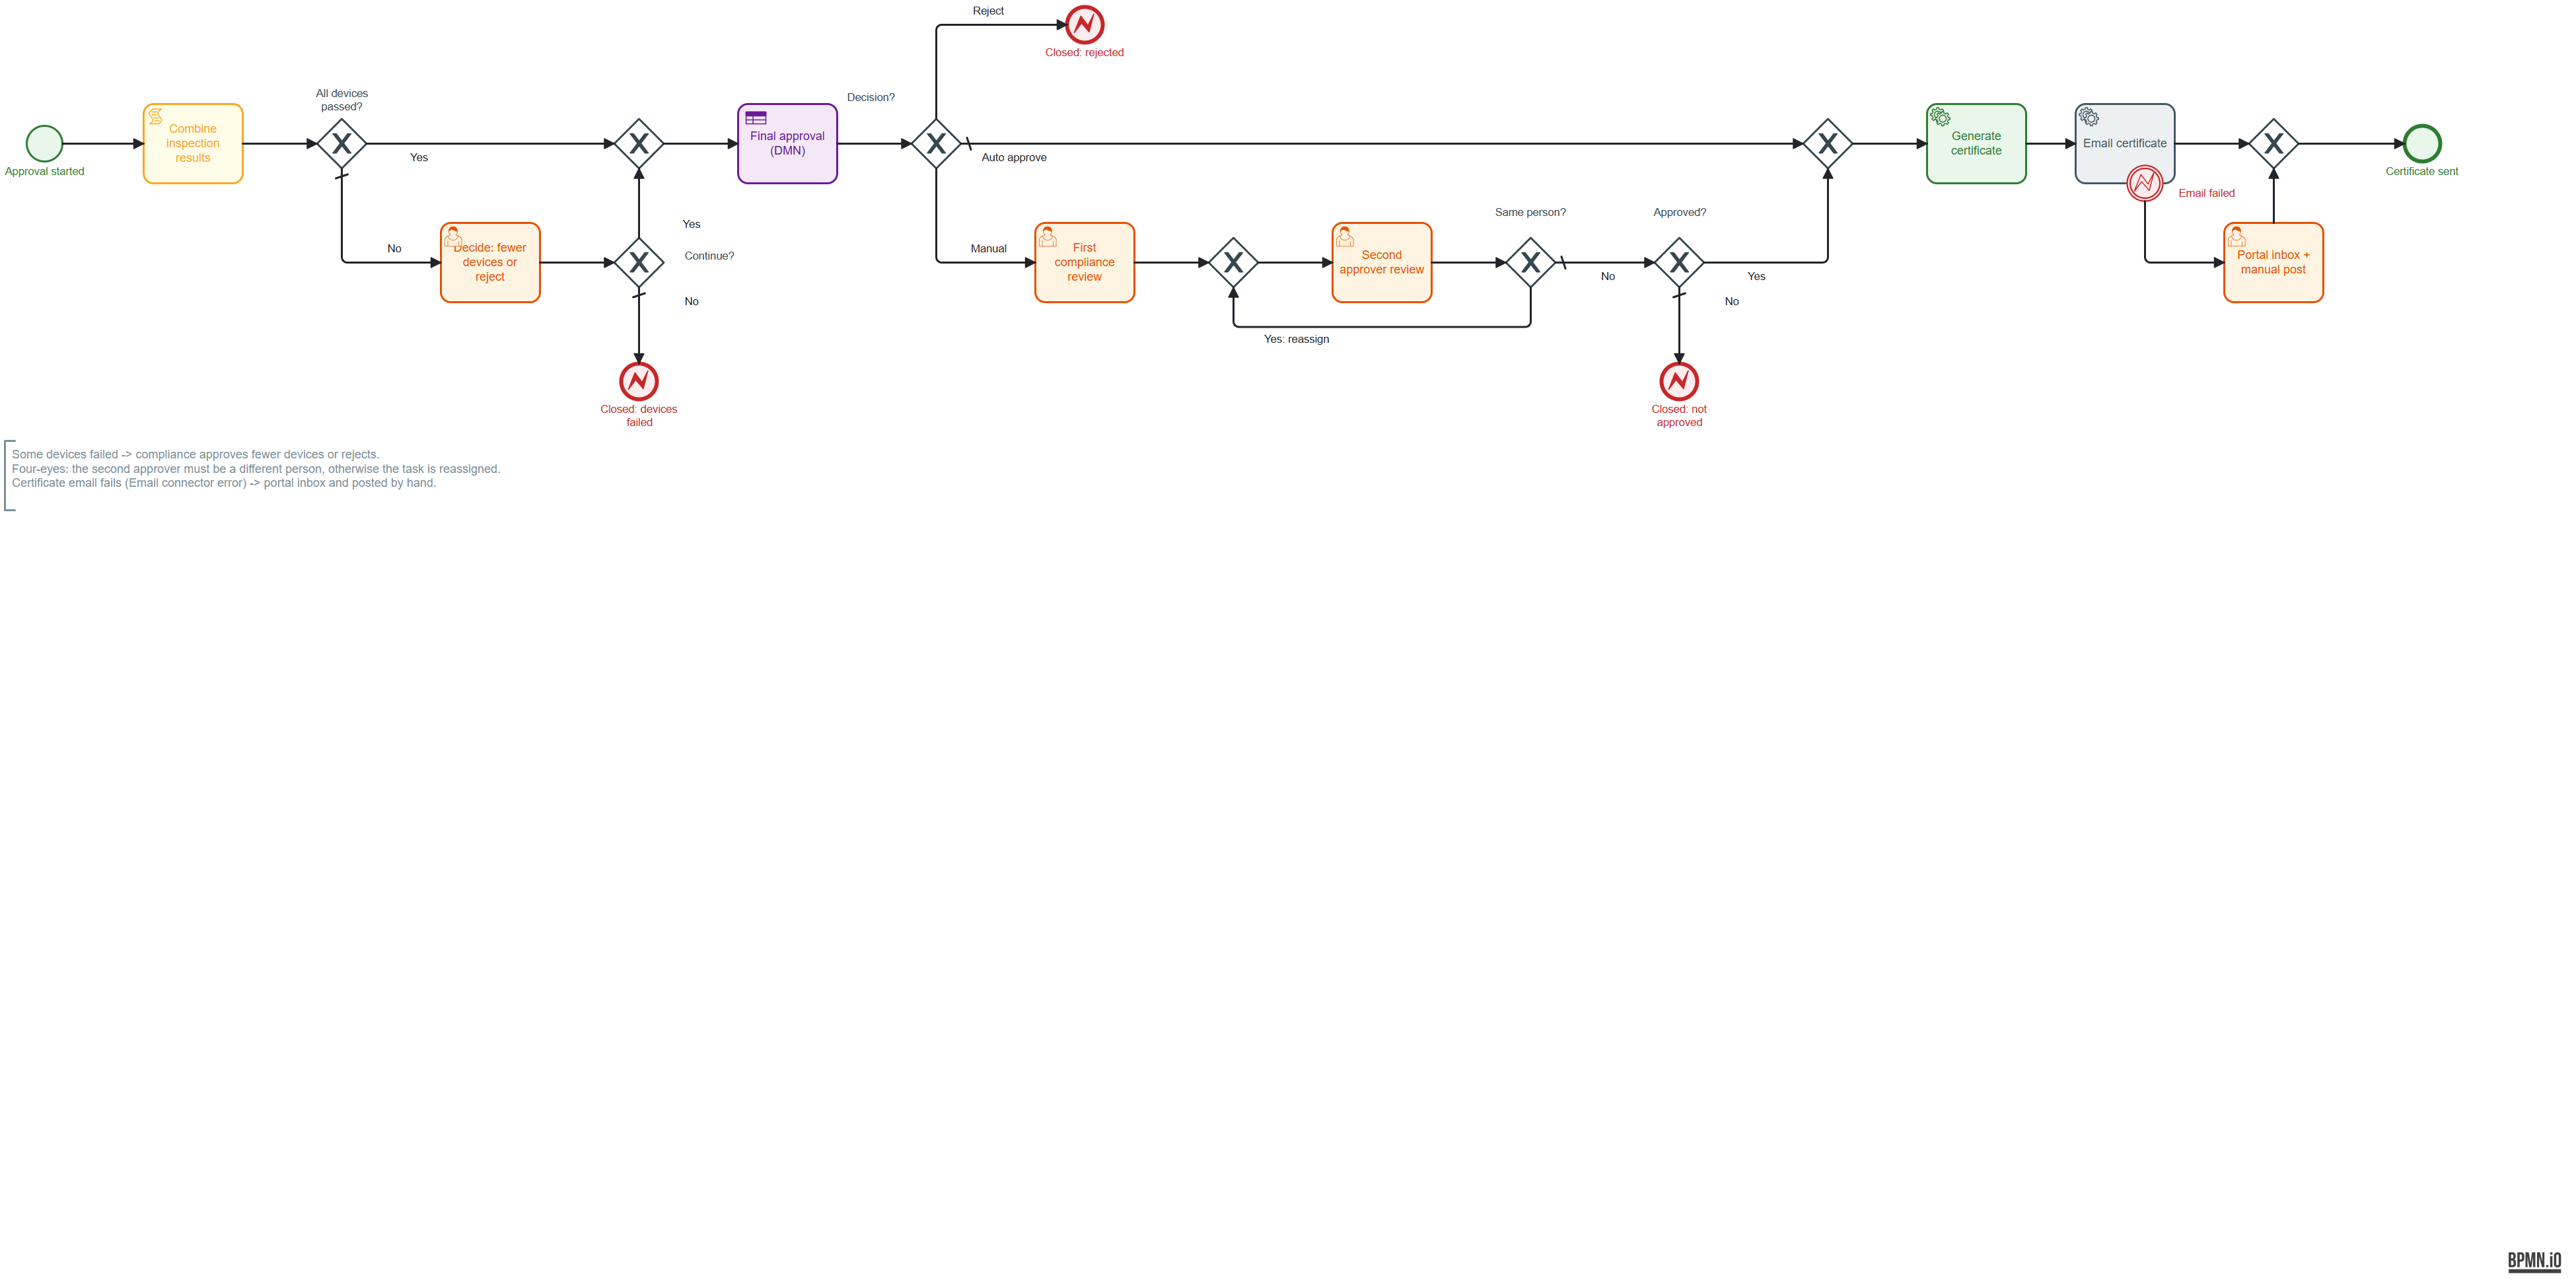 Reject
Closed: rejected
All devices
passed?
Decision?
Combine
inspection
results
Final approval
(DMN)
Generate
certificate
Email certificate
Approval started
Yes
Auto approve
Certificate sent
Email failed
No
Decide: fewer
devices or
reject
Yes
Continue?
No
Manual
First
compliance
review
Second
approver review
Same person?
Approved?
No
Yes
No
Portal inbox +
manual post
Yes: reassign
Closed: devices
failed
Closed: not
approved
Some devices failed -> compliance approves fewer devices or rejects.
Four-eyes: the second approver must be a different person, otherwise the task is reassigned.
Certificate email fails (Email connector error) -> portal inbox and posted by hand.
BPMN.iO